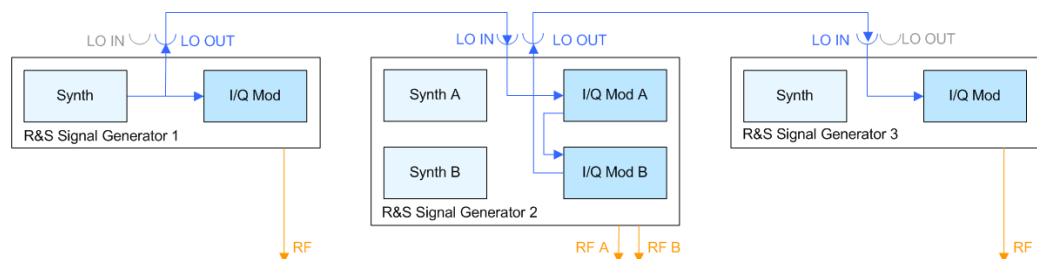 LO IN
LO OUT
Synth
I/Q Mod
R&S Signal Generator 1
RF
LO IN
LO OUT
Synth A
I/Q Mod A
Synth B
I/Q Mod B
R&S Signal Generator 2
RF A
RF B
LO IN
LO OUT
Synth
I/Q Mod
R&S Signal Generator 3
RF